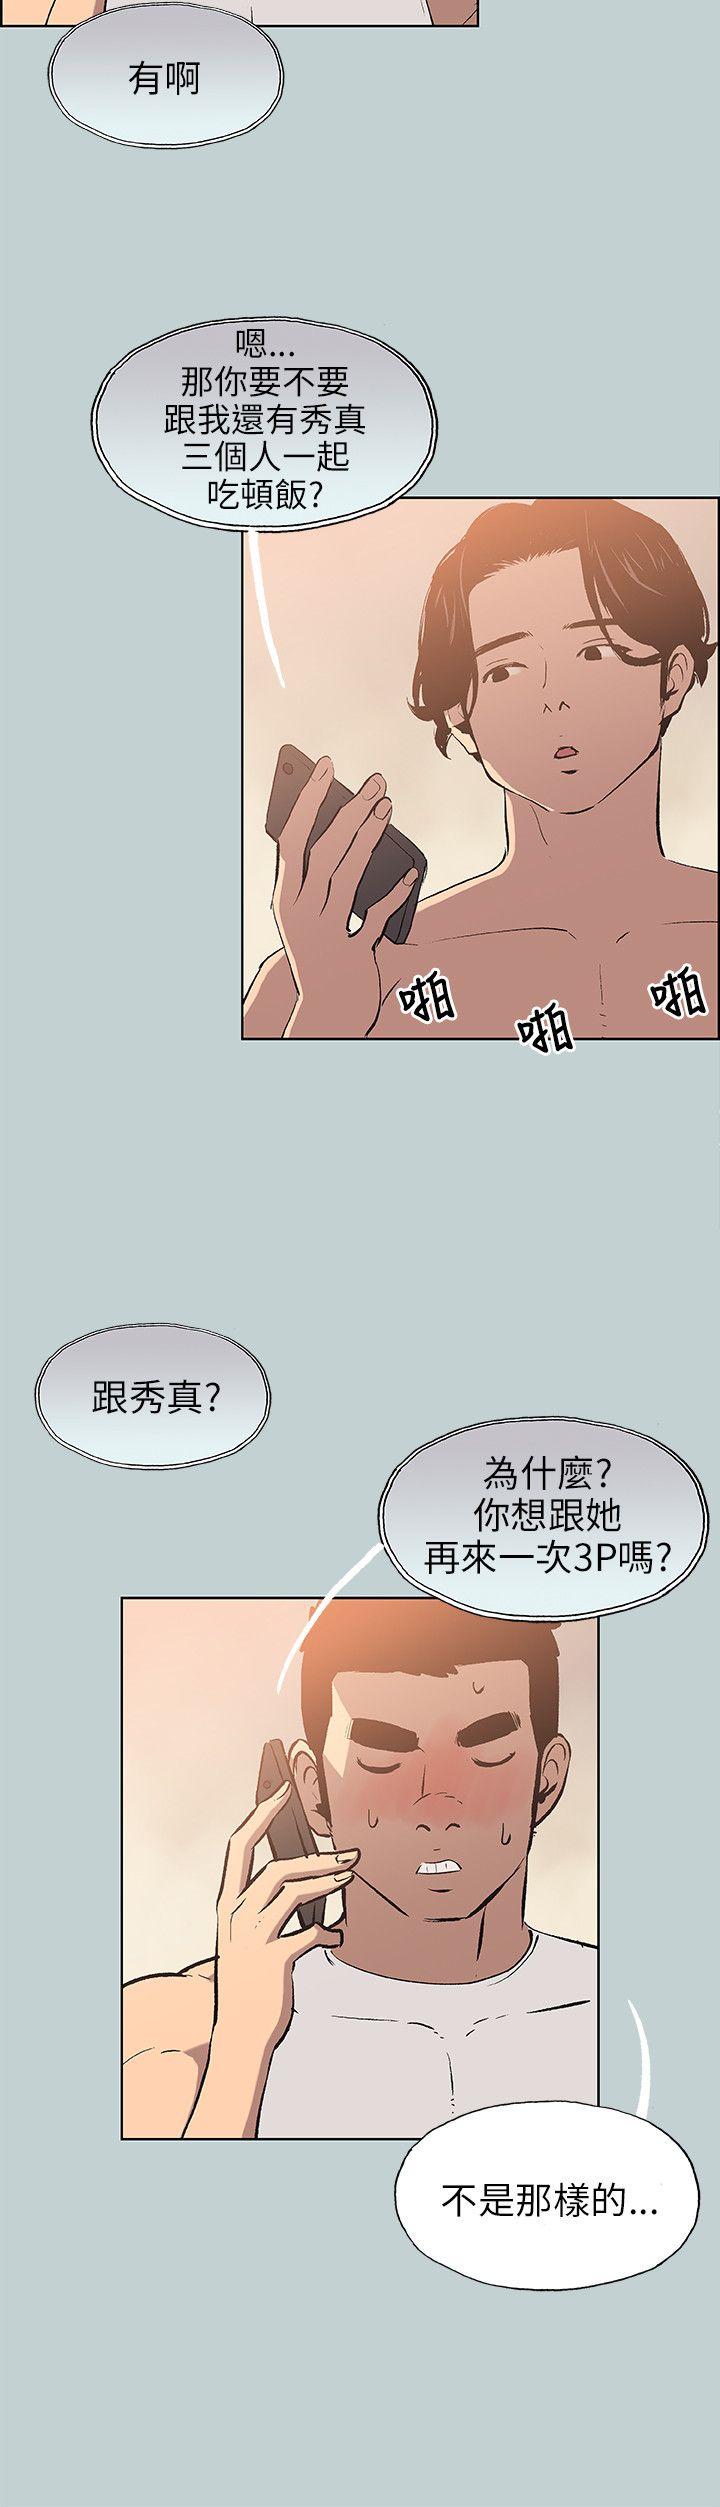 有啊
嗯...
那你要不要
跟我還有秀真
三個人一起
吃頓飯?
啪
啪
啪
跟秀真?
為什麼?
你想跟她
再來一次3P嗎?
不是那樣的...